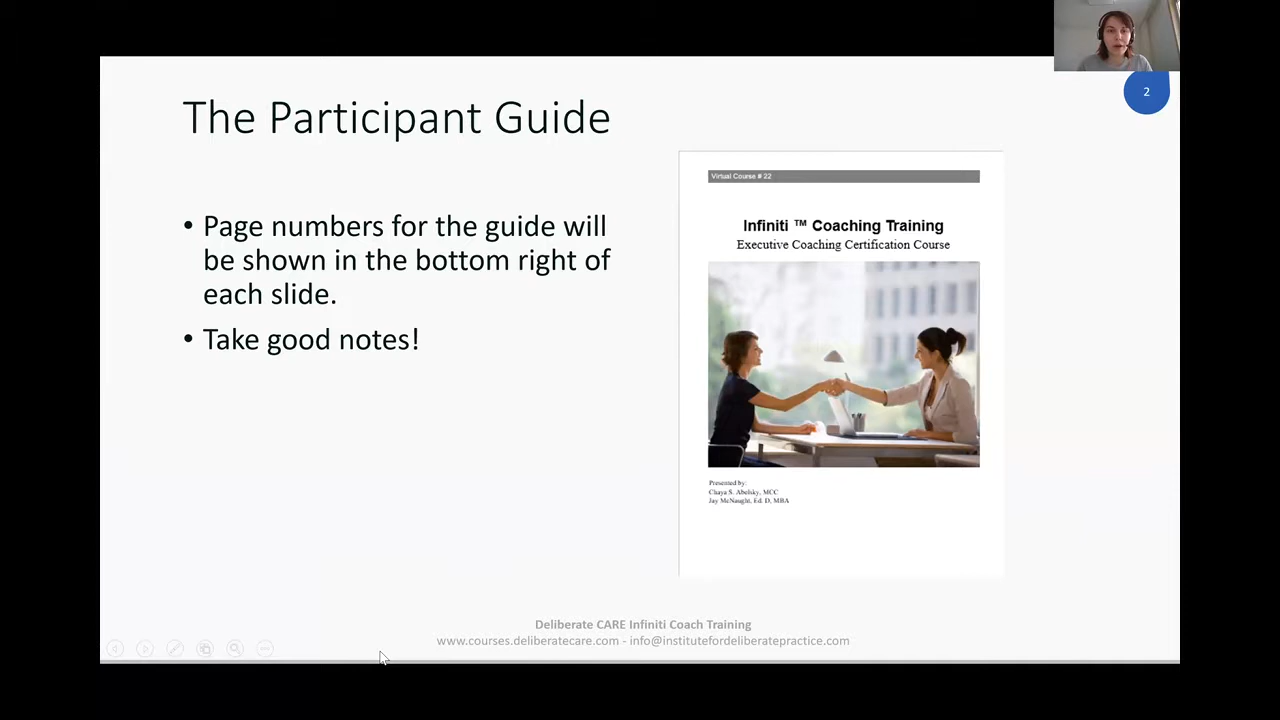 2
The Participant Guide
• Page numbers for the guide will
be shown in the bottom right of
each slide.
• Take good notes!
Virtual Course # 22
Infiniti ™ Coaching Training
Executive Coaching Certification Course
Presented by:
Chaya S. Abelsky, MCC
Jay McNaught, Ed. D, MBA
Deliberate CARE Infiniti Coach Training
www.courses.deliberatecare.com - info@institutefordeliberatepractice.com